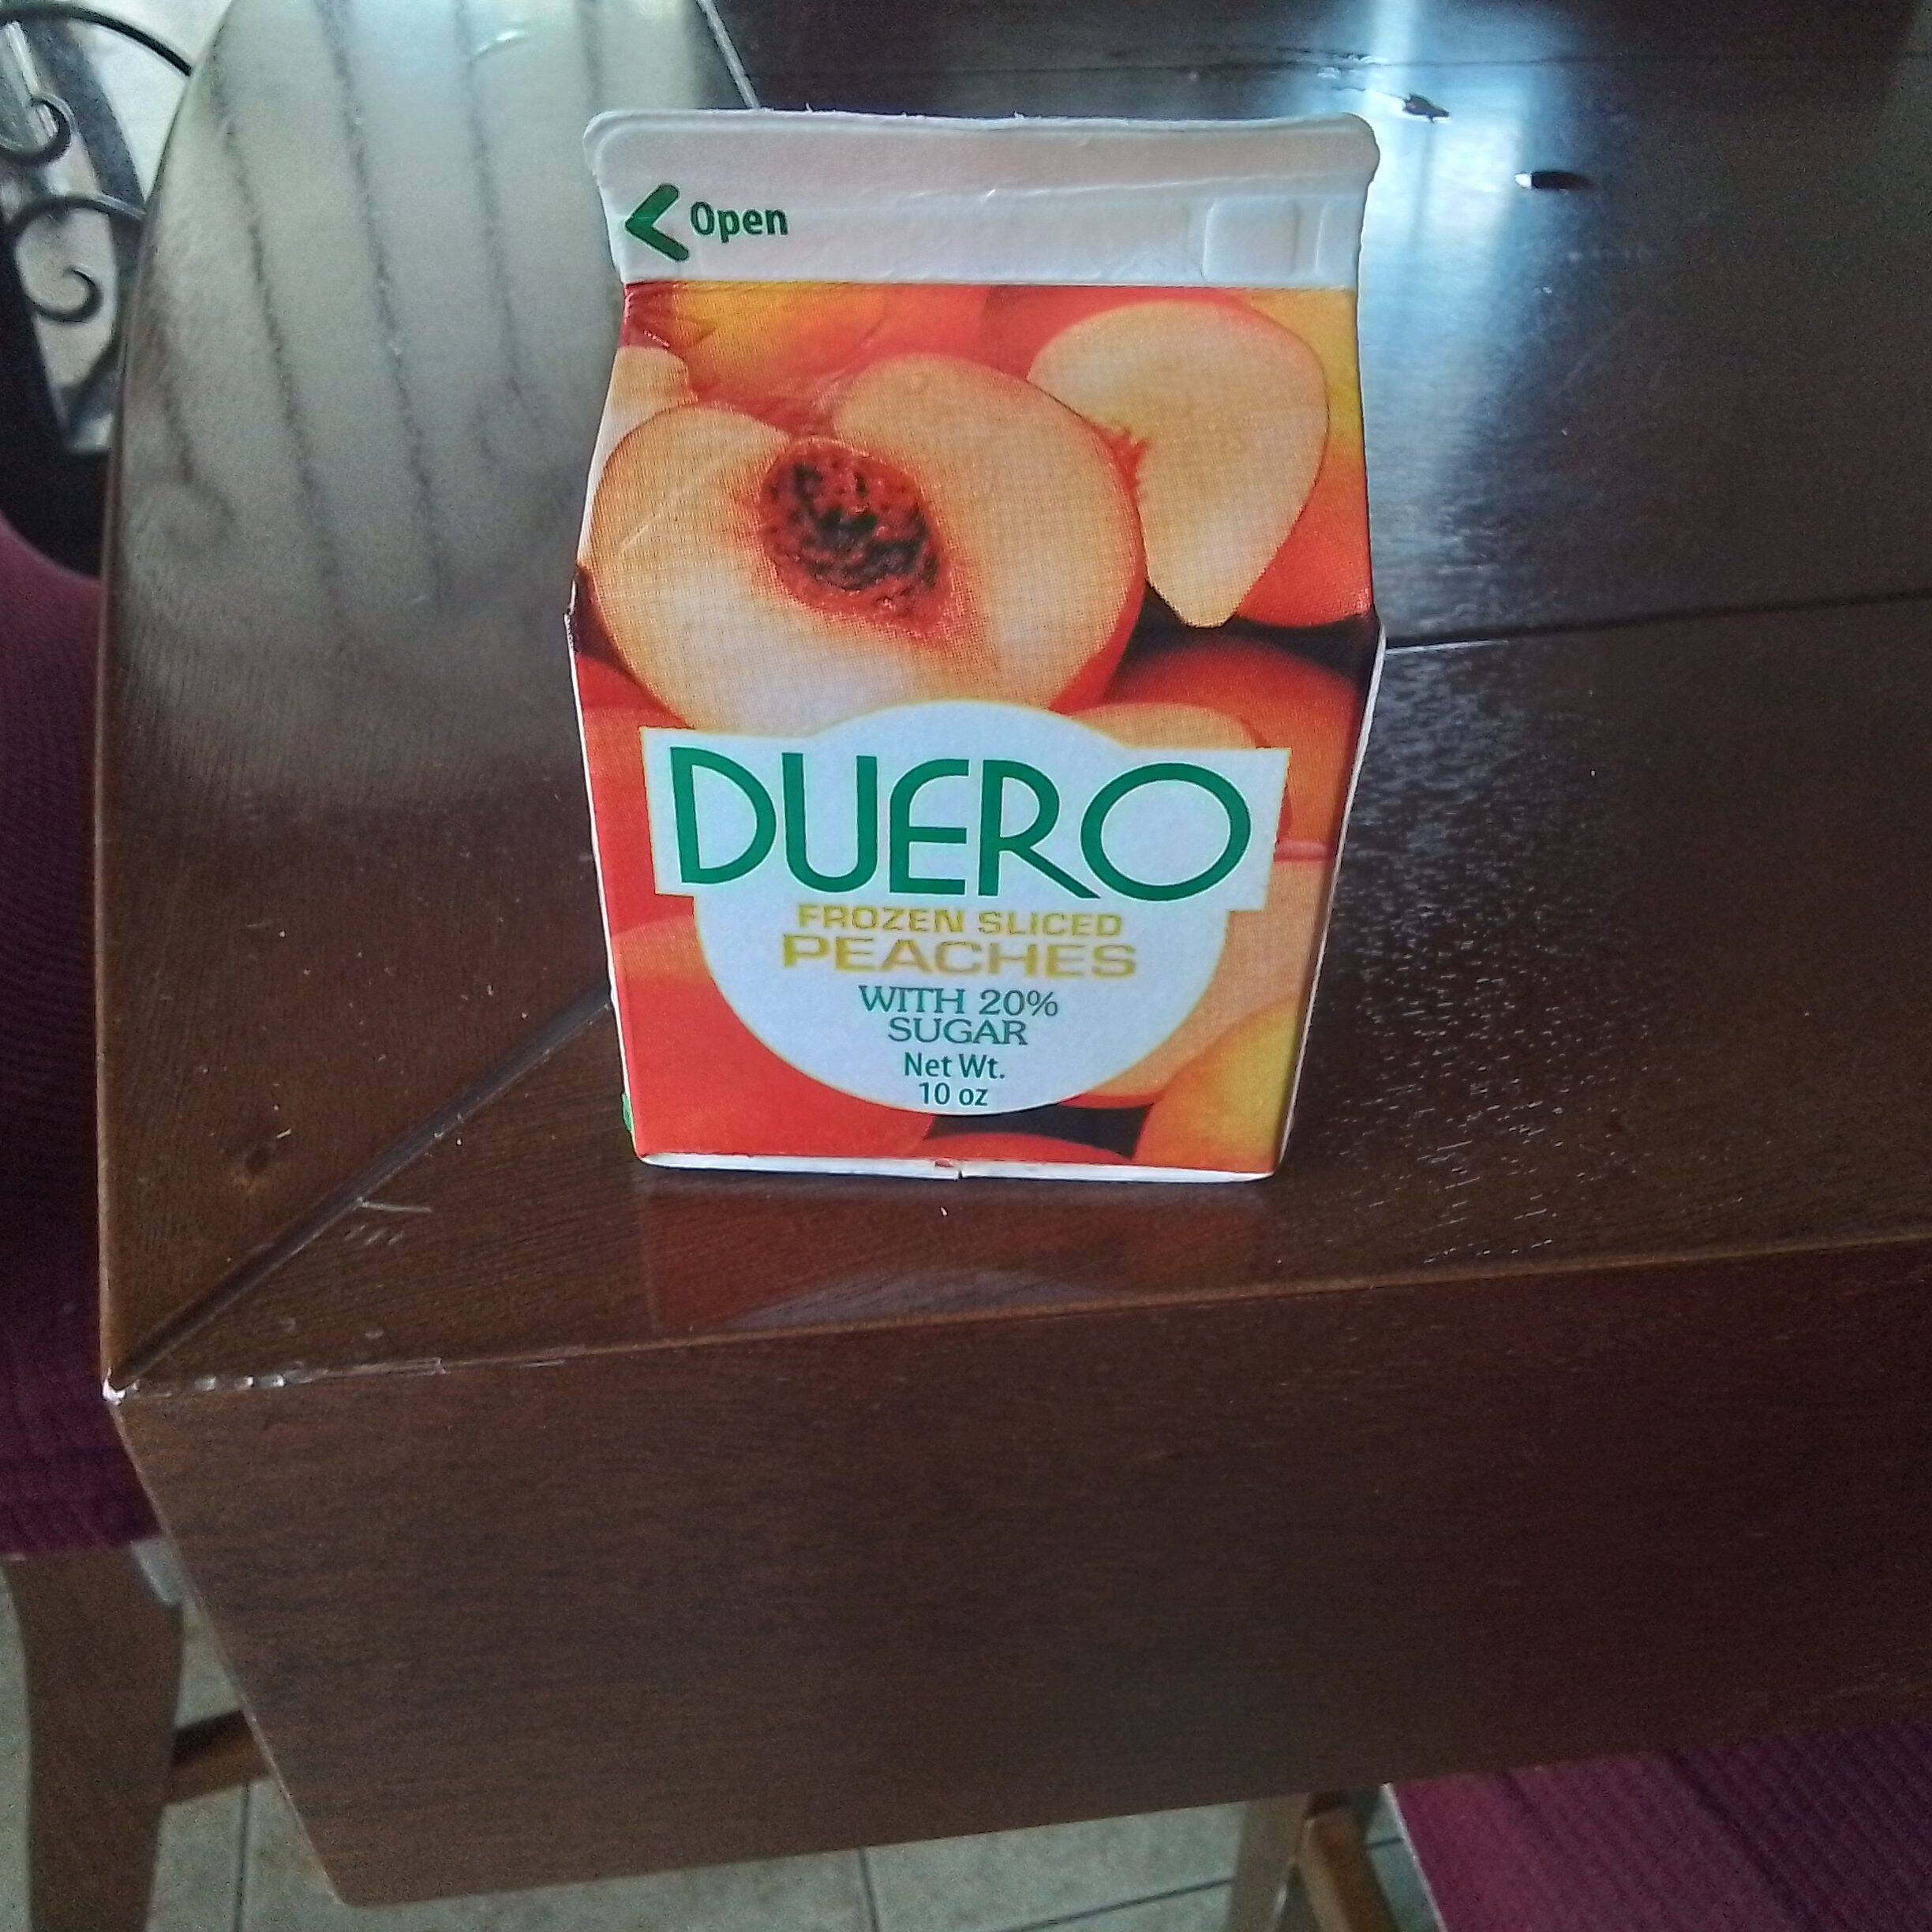 Open
DUERO
FROZEN SLICED
PEACHES
WITH 20%
SUGAR
Net Wt.
10 oz